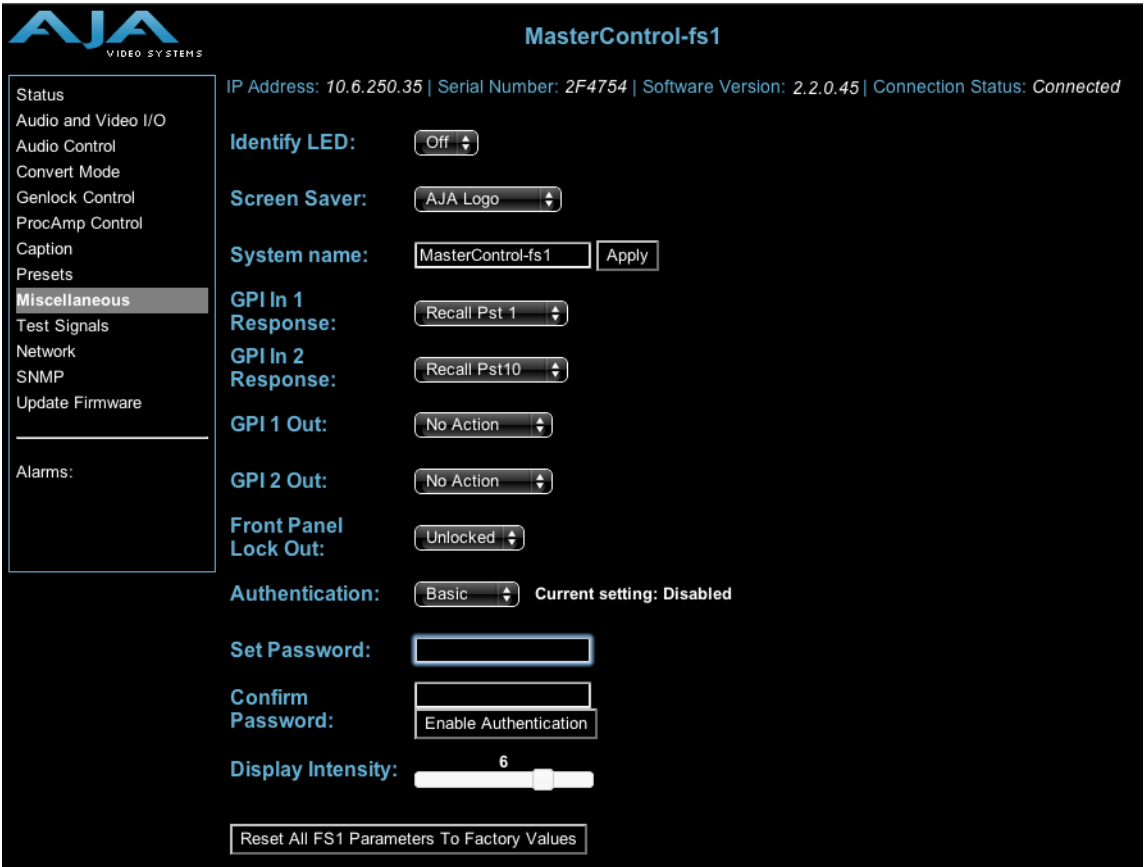 AJA
VIDEO SYSTEMS
MasterControl-fs1
IP Address: 10.6.250.35 | Serial Number: 2F4754 | Software Version: 2.2.0.45 | Connection Status: Connected
Status
Audio and Video I/O
Audio Control
Convert Mode
Genlock Control
ProcAmp Control
Caption
Presets
Miscellaneous
Test Signals
Network
SNMP
Update Firmware
Alarms:
Identify LED: Off
Screen Saver: AJA Logo
System name: MasterControl-fs1 Apply
GPI In 1
Response: Recall Pst 1
GPI In 2
Response: Recall Pst10
GPI 1 Out: No Action
GPI 2 Out: No Action
Front Panel
Lock Out: Unlocked
Authentication: Basic Current setting: Disabled
Set Password:
Confirm
Password: Enable Authentication
6
Display Intensity:
Reset All FS1 Parameters To Factory Values